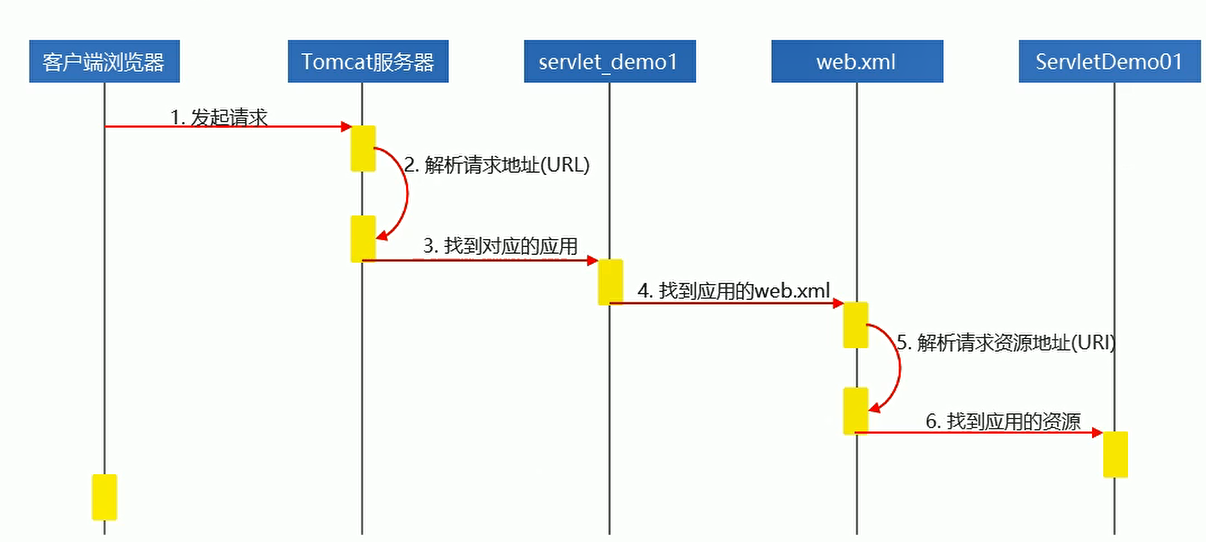 客户端浏览器
Tomcat服务器
servlet_demo1
web.xml
ServletDemo01
1. 发起请求
2. 解析请求地址(URL)
3. 找到对应的应用
4. 找到应用的web.xml
5. 解析请求资源地址(URI)
6. 找到应用的资源